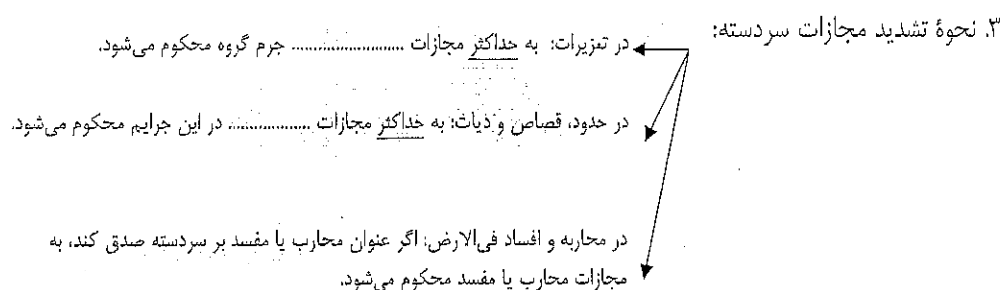 ۳. نحوهٔ تشدید مجازات سردسته:
در تعزیرات: به حداکثر مجازات .......................... جرم گروه محکوم می‌شود.
در حدود، قصاص و دیات: به حداکثر مجازات .................... در این جرایم محکوم می‌شود.
در محاربه و افساد فی‌الارض: اگر عنوان محارب یا مفسد بر سردسته صدق کند، به
مجازات محارب یا مفسد محکوم می‌شود.